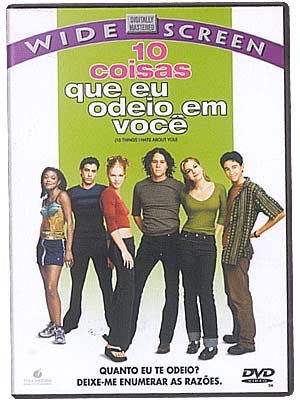 DIGITALLY
MASTERED
WIDE SCREEN
10
coisas
que eu
odeio em
você
(10 THINGS I HATE ABOUT YOU)
QUANTO EU TE ODEIO?
DEIXE-ME ENUMERAR AS RAZÕES.
DVD